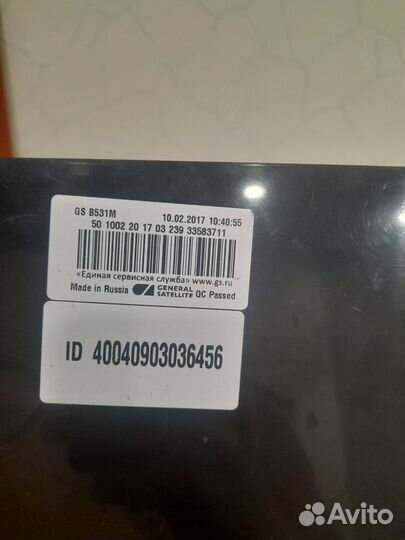 GS B531M 10.02.2017 10:40:55
50 1002 20 17 03 239 33583711
«Единая сервисная служба» www.gs.ru
Made in Russia GENERAL SATELLITE QC Passed
ID 40040903036456
Avito